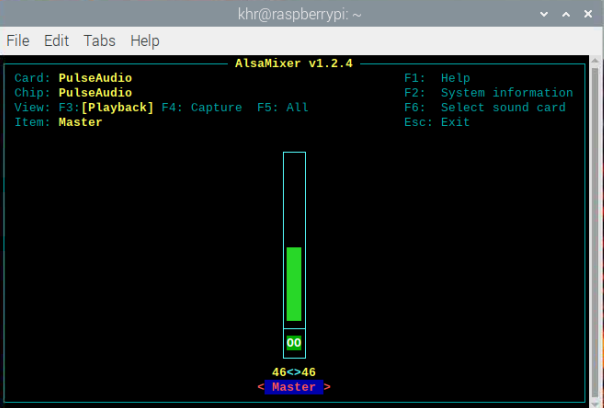 khr@raspberrypi: ~
File Edit Tabs Help
AlsaMixer v1.2.4
Card: PulseAudio F1: Help
Chip: PulseAudio F2: System information
View: F3:[Playback] F4: Capture F5: All F6: Select sound card
Item: Master Esc: Exit
00
46<>46
< Master >